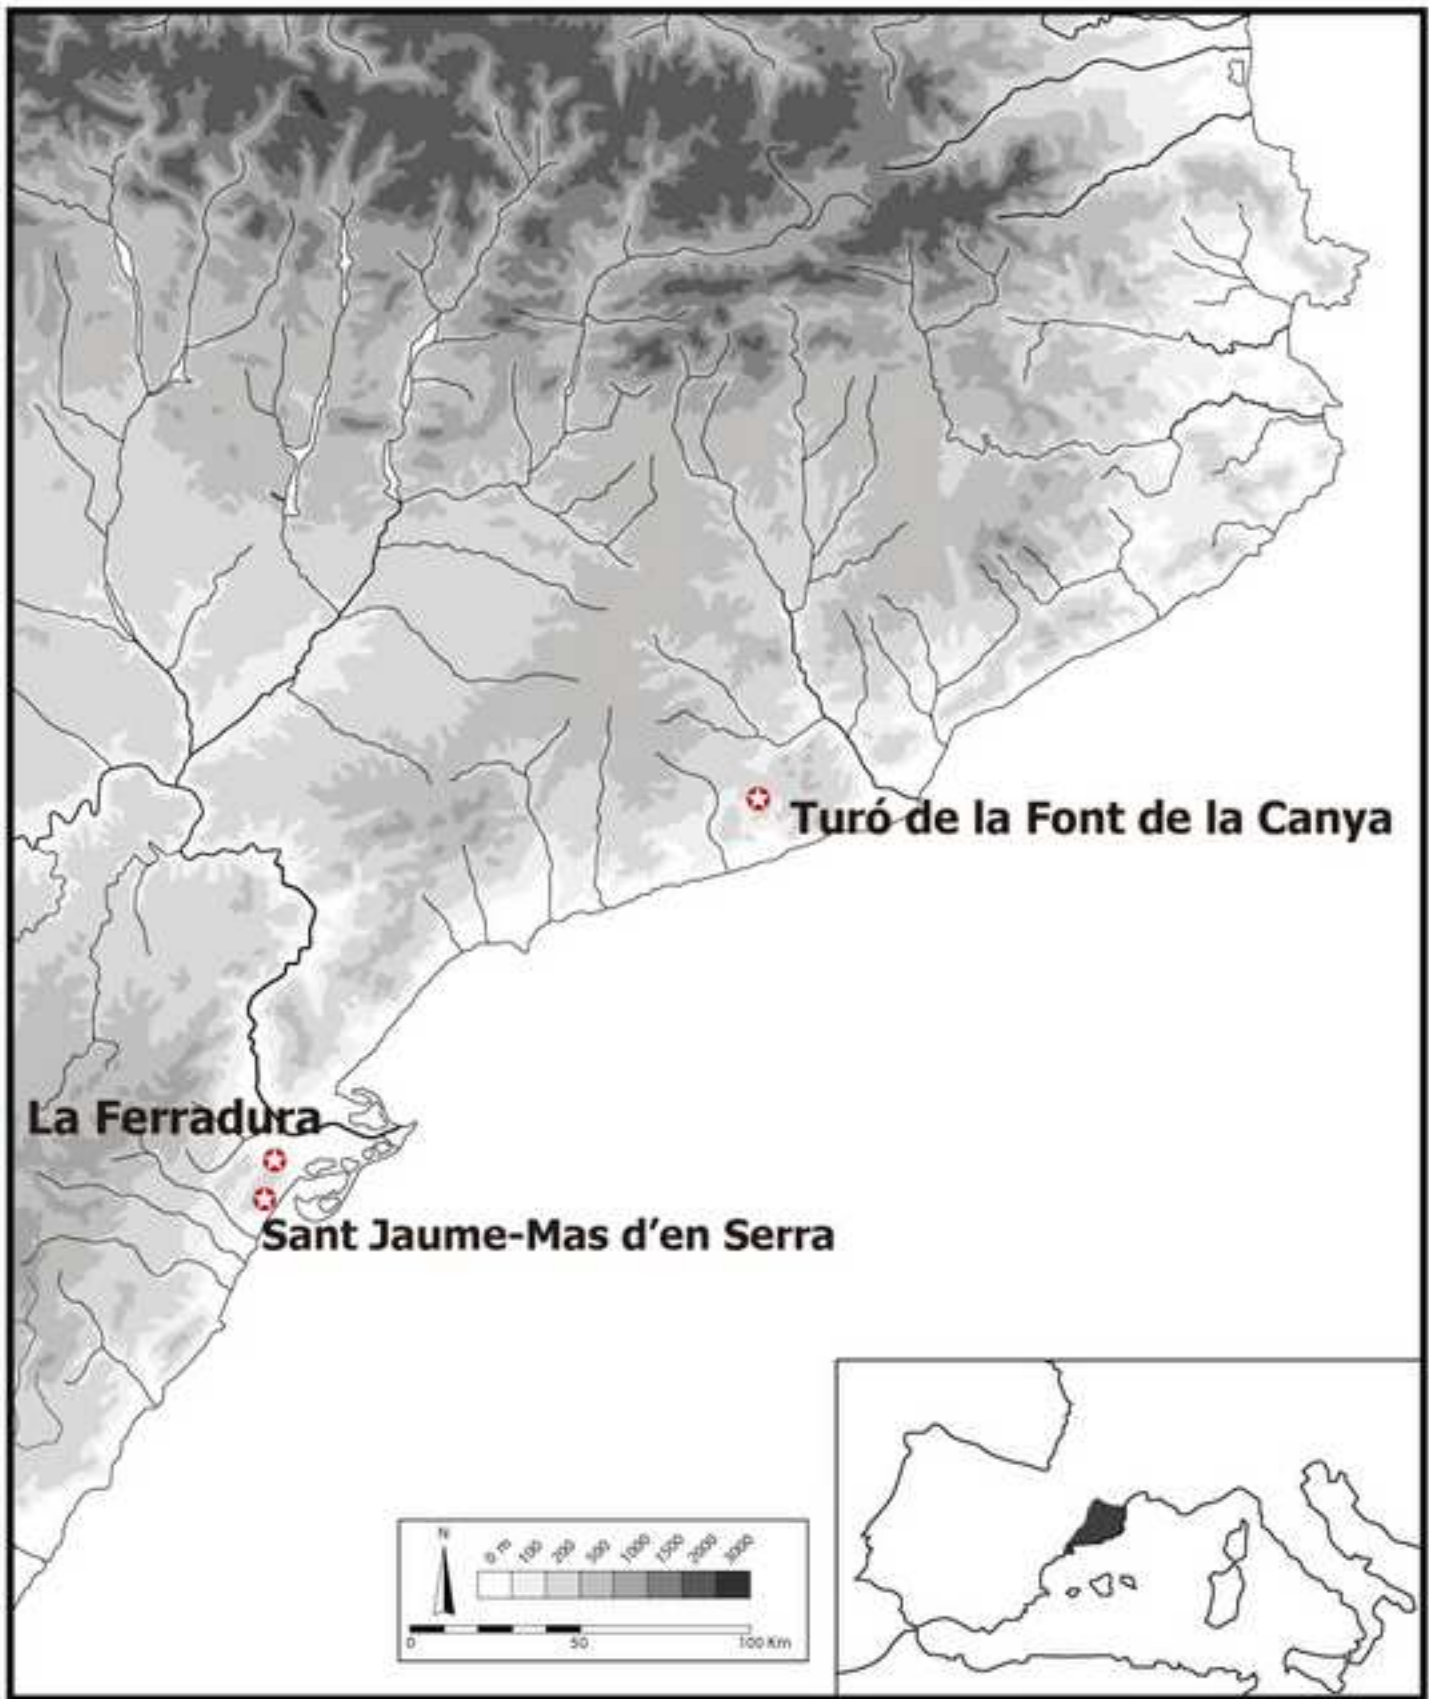 Turó de la Font de la Canya
La Ferradura
Sant Jaume-Mas d'en Serra
N
0 m 100 200 500 1000 1500 2000 3000
0 50 100 Km